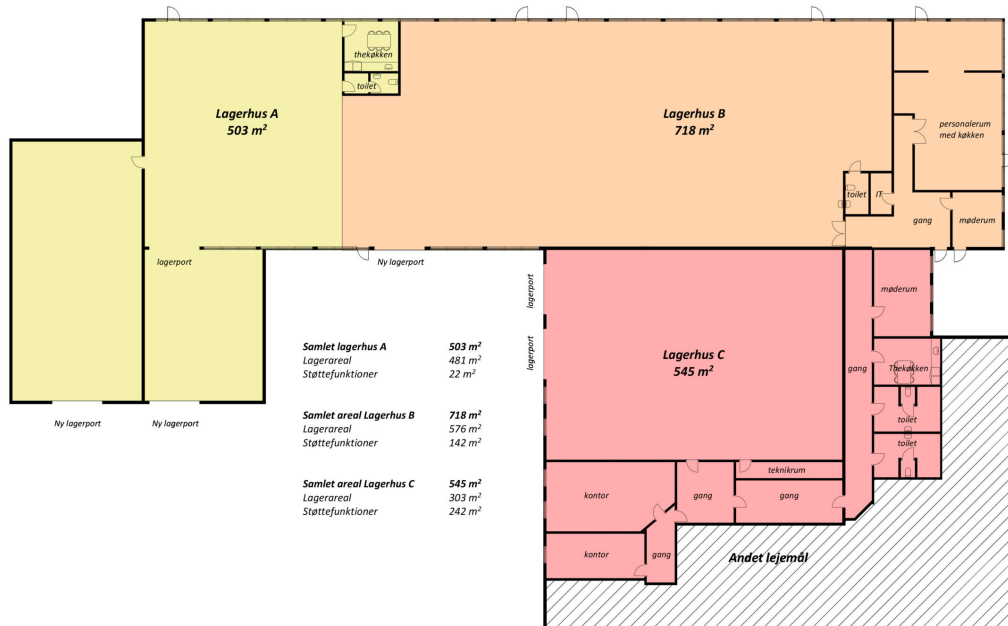 thekøkken
toilet
Lagerhus A
503 m²
Lagerhus B
718 m²
personalerum
med køkken
toilet
IT
gang
møderum
lagerport
Ny lagerport
lagerport
lagerport
møderum
Samlet lagerhus A 503 m²
Lagerareal 481 m²
Støttefunktioner 22 m²
Lagerhus C
545 m²
gang
Thekøkken
Ny lagerport
Ny lagerport
Samlet areal Lagerhus B 718 m²
Lagerareal 576 m²
Støttefunktioner 142 m²
toilet
toilet
Samlet areal Lagerhus C 545 m²
Lagerareal 303 m²
Støttefunktioner 242 m²
teknikrum
kontor
gang
gang
kontor
gang
Andet lejemål